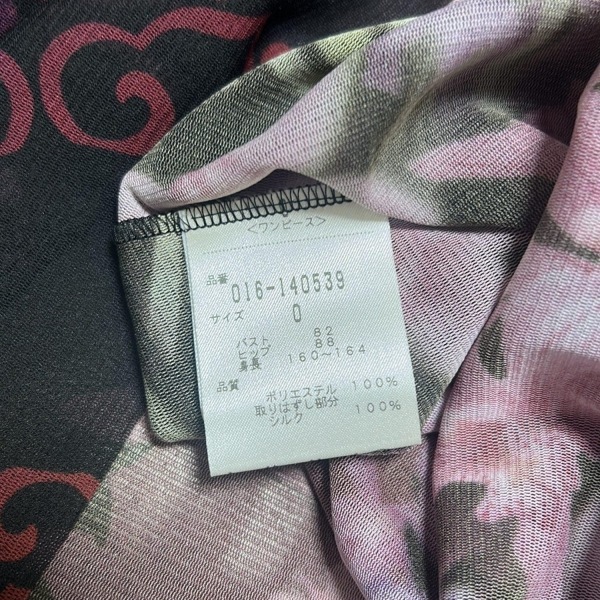 <ワンピース>
品番
016-140539
サイズ 0
バスト 82
ヒップ 88
身長 160～164
品質
ポリエステル 100%
取りはずし部分
シルク 100%